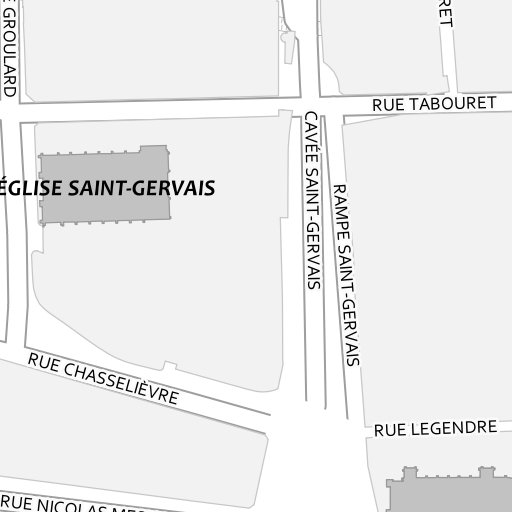 GROULARD
RET
RUE TABOURET
CAVÉE SAINT-GERVAIS
ÉGLISE SAINT-GERVAIS
RAMPE SAINT-GERVAIS
RUE CHASSELIÈVRE
RUE LEGENDRE
RUE NICOLAS